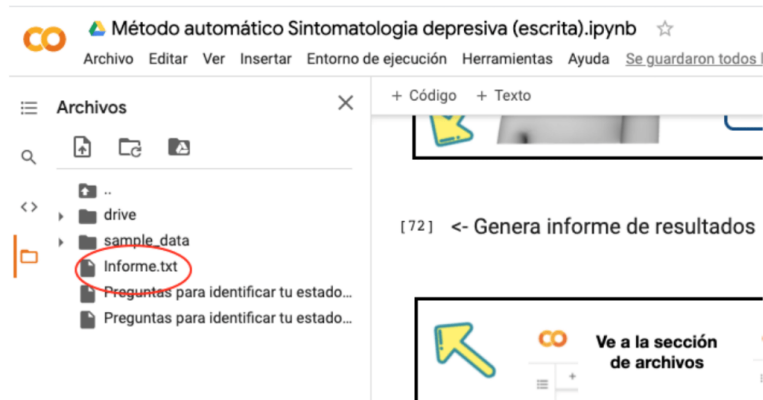 Método automático Sintomatologia depresiva (escrita).ipynb
Archivo Editar Ver Insertar Entorno de ejecución Herramientas Ayuda Se guardaron todos l
Archivos
+ Código + Texto
..
drive
sample_data
Informe.txt
Preguntas para identificar tu estado...
Preguntas para identificar tu estado...
[72] <- Genera informe de resultados
Ve a la sección
de archivos